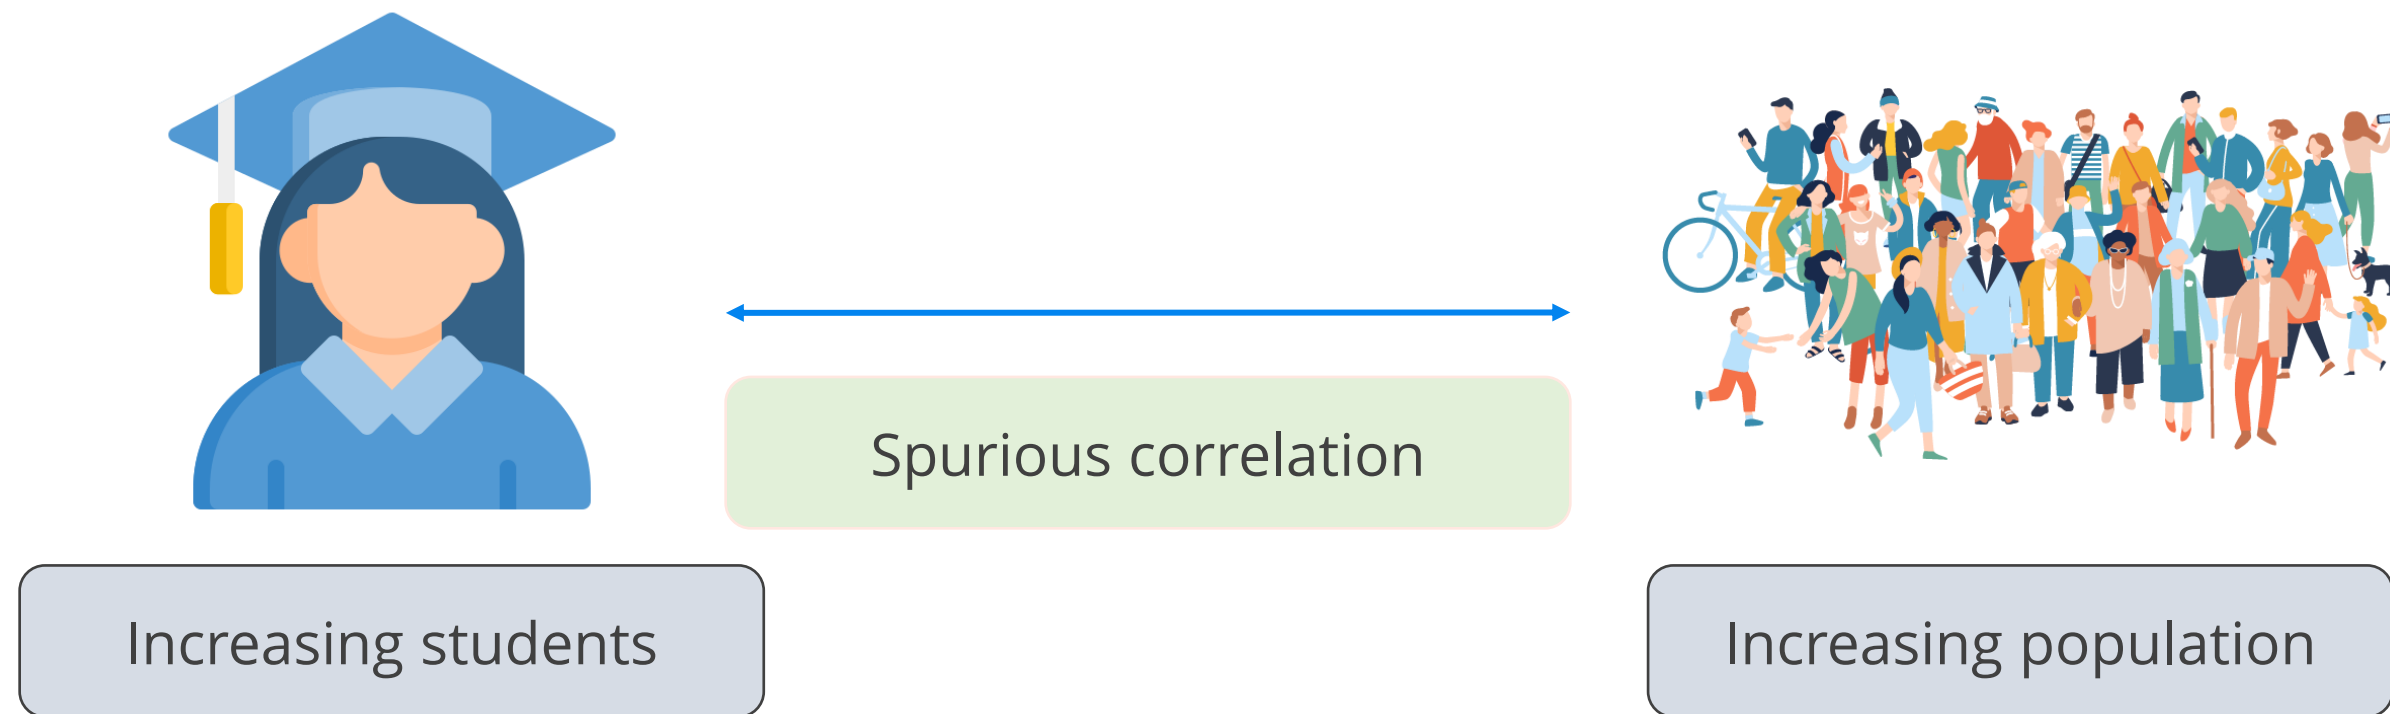 Spurious correlation
Increasing students
Increasing population